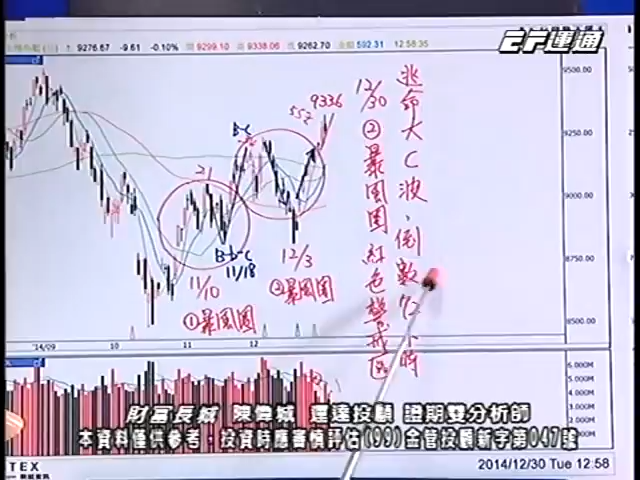 9276.67 -9.61 -0.10% 9299.10 9338.06 9262.70 592.31 12:58:35
運通
9500.00
9250.00
9000.00
8750.00
8500.00
逃命大C波、倒數72小時
12/30
②暴風圈紅色警戒區
9336
552
B-C
21
B-b-C
11/18
11/10
①暴風圈
12/3
②暴風圈
'14/09 10 11 12
6.000M
5.000M
4.000M
3.000M
2.000M
1.000M
財富長城 陳偉城 運達投顧 證期雙分析師
本資料僅供參考，投資時應審慎評估(99)金管投顧新字第047號
TEX
2014/12/30 Tue 12:58